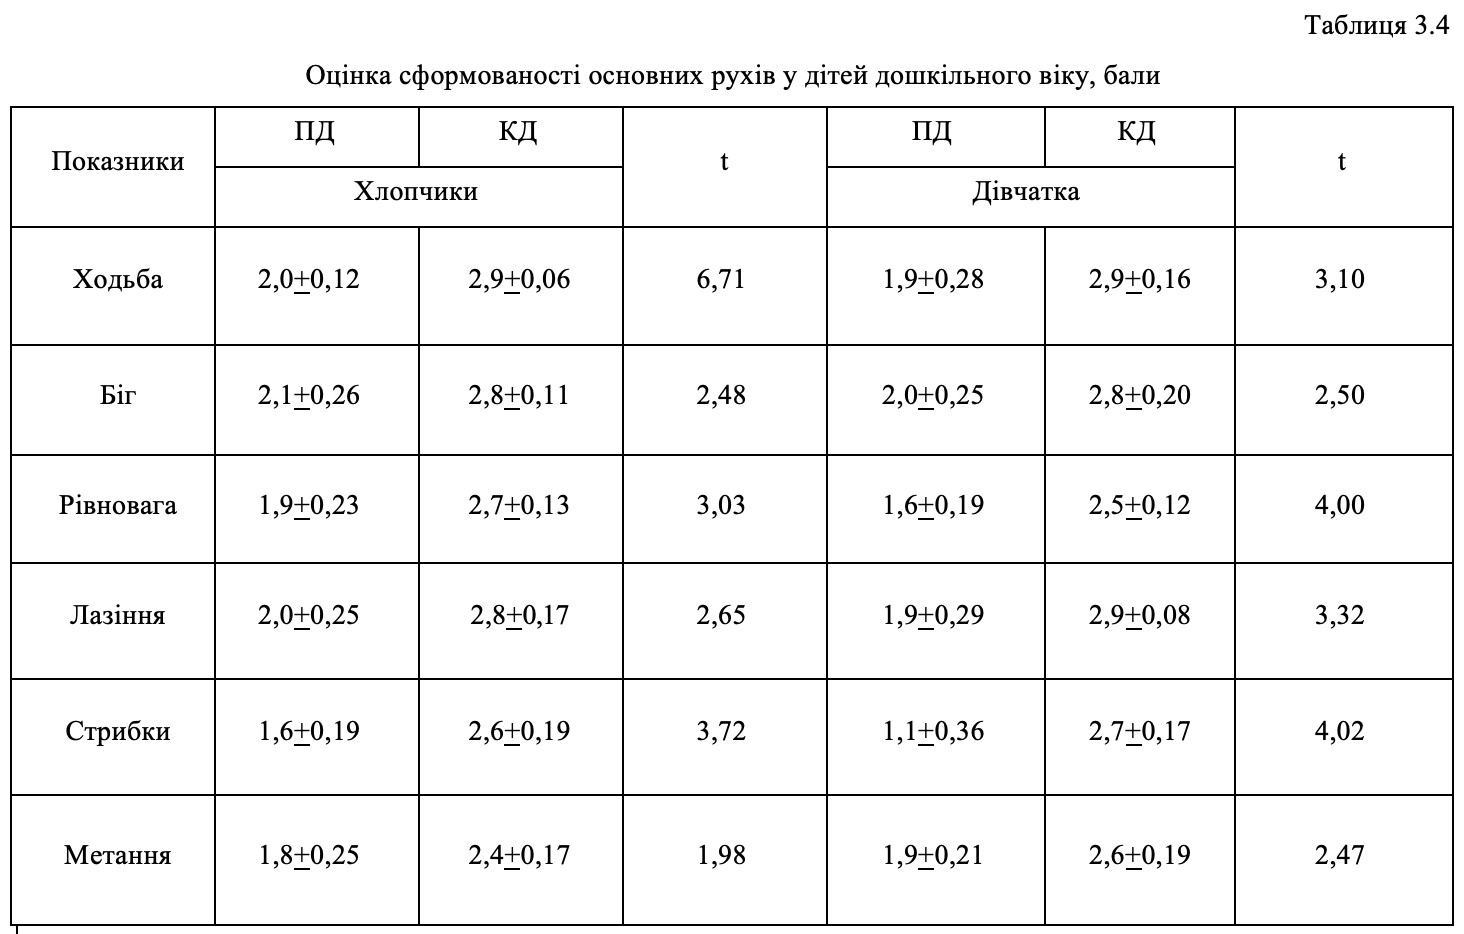 Таблиця 3.4
Оцінка сформованості основних рухів у дітей дошкільного віку, бали
Показники ПД КД t ПД КД t
Хлопчики Дівчатка
Ходьба 2,0±0,12 2,9±0,06 6,71 1,9±0,28 2,9±0,16 3,10
Біг 2,1±0,26 2,8±0,11 2,48 2,0±0,25 2,8±0,20 2,50
Рівновага 1,9±0,23 2,7±0,13 3,03 1,6±0,19 2,5±0,12 4,00
Лазіння 2,0±0,25 2,8±0,17 2,65 1,9±0,29 2,9±0,08 3,32
Стрибки 1,6±0,19 2,6±0,19 3,72 1,1±0,36 2,7±0,17 4,02
Метання 1,8±0,25 2,4±0,17 1,98 1,9±0,21 2,6±0,19 2,47